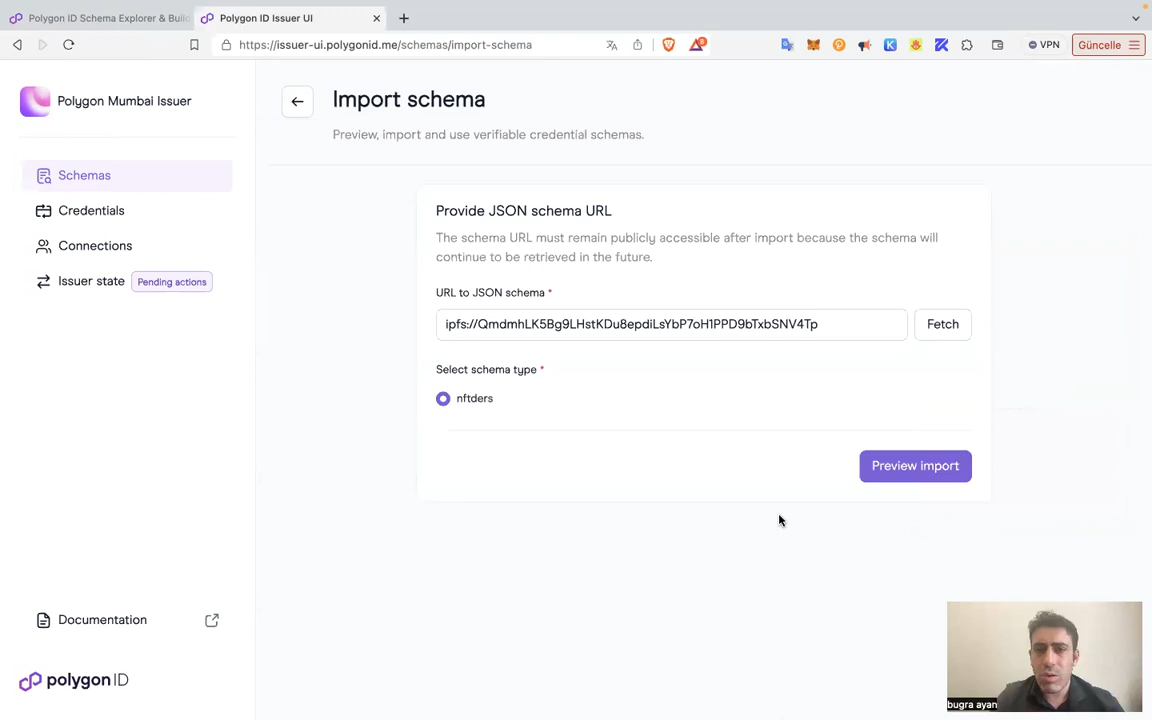 Polygon ID Schema Explorer & Buil
Polygon ID Issuer UI
https://issuer-ui.polygonid.me/schemas/import-schema
VPN
Güncelle
Polygon Mumbai Issuer
Schemas
Credentials
Connections
Issuer state
Pending actions
Documentation
polygon ID
Import schema
Preview, import and use verifiable credential schemas.
Provide JSON schema URL
The schema URL must remain publicly accessible after import because the schema will
continue to be retrieved in the future.
URL to JSON schema *
ipfs://QmdmhLK5Bg9LHstKDu8epdiLsYbP7oH1PPD9bTxbSNV4Tp
Fetch
Select schema type *
nftders
Preview import
bugra ayan